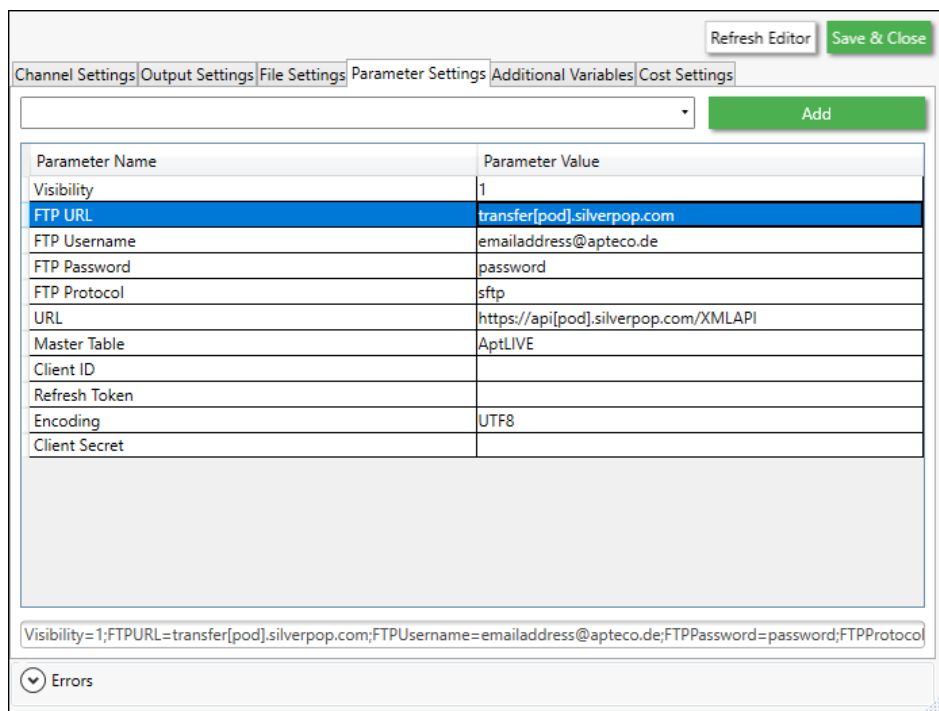 Refresh Editor Save & Close
Channel Settings Output Settings File Settings Parameter Settings Additional Variables Cost Settings
Add
Parameter Name Parameter Value
Visibility 1
FTP URL transfer[pod].silverpop.com
FTP Username emailaddress@apteco.de
FTP Password password
FTP Protocol sftp
URL https://api[pod].silverpop.com/XMLAPI
Master Table AptLIVE
Client ID
Refresh Token
Encoding UTF8
Client Secret
Visibility=1;FTPURL=transfer[pod].silverpop.com;FTPUsername=emailaddress@apteco.de;FTPPassword=password;FTPProtocol
Errors